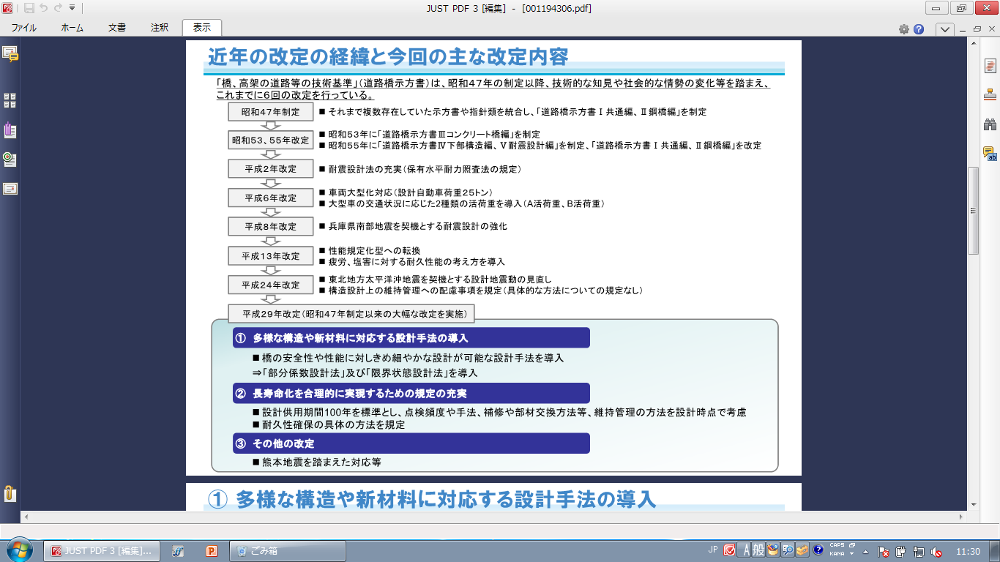 JUST PDF 3 [編集] - [001194306.pdf]
ファイル ホーム 文書 注釈 表示
近年の改定の経緯と今回の主な改定内容
「橋、高架の道路等の技術基準」（道路橋示方書）は、昭和４７年の制定以降、技術的な知見や社会的な情勢の変化等を踏まえ、
これまでに６回の改定を行っている。
昭和４７年制定
■ それまで複数存在していた示方書や指針類を統合し、「道路橋示方書Ⅰ共通編、Ⅱ鋼橋編」を制定
昭和５３、５５年改定
■ 昭和５３年に「道路橋示方書Ⅲコンクリート橋編」を制定
■ 昭和５５年に「道路橋示方書Ⅳ下部構造編、Ⅴ耐震設計編」を制定、「道路橋示方書Ⅰ共通編、Ⅱ鋼橋編」を改定
平成２年改定
■ 耐震設計法の充実（保有水平耐力照査法の規定）
平成６年改定
■ 車両大型化対応（設計自動車荷重２５トン）
■ 大型車の交通状況に応じた２種類の活荷重を導入（Ａ活荷重、Ｂ活荷重）
平成８年改定
■ 兵庫県南部地震を契機とする耐震設計の強化
平成１３年改定
■ 性能規定化型への転換
■ 疲労、塩害に対する耐久性能の考え方を導入
平成２４年改定
■ 東北地方太平洋沖地震を契機とする設計地震動の見直し
■ 構造設計上の維持管理への配慮事項を規定（具体的な方法についての規定なし）
平成２９年改定（昭和４７年制定以来の大幅な改定を実施）
① 多様な構造や新材料に対応する設計手法の導入
■ 橋の安全性や性能に対しきめ細やかな設計が可能な設計手法を導入
⇒「部分係数設計法」及び「限界状態設計法」を導入
② 長寿命化を合理的に実現するための規定の充実
■ 設計供用期間100年を標準とし、点検頻度や手法、補修や部材交換方法等、維持管理の方法を設計時点で考慮
■ 耐久性確保の具体の方法を規定
③ その他の改定
■ 熊本地震を踏まえた対応等
① 多様な構造や新材料に対応する設計手法の導入
JUST PDF 3 [編集]... ごみ箱 JP A 般 CAPS KANA 11:30